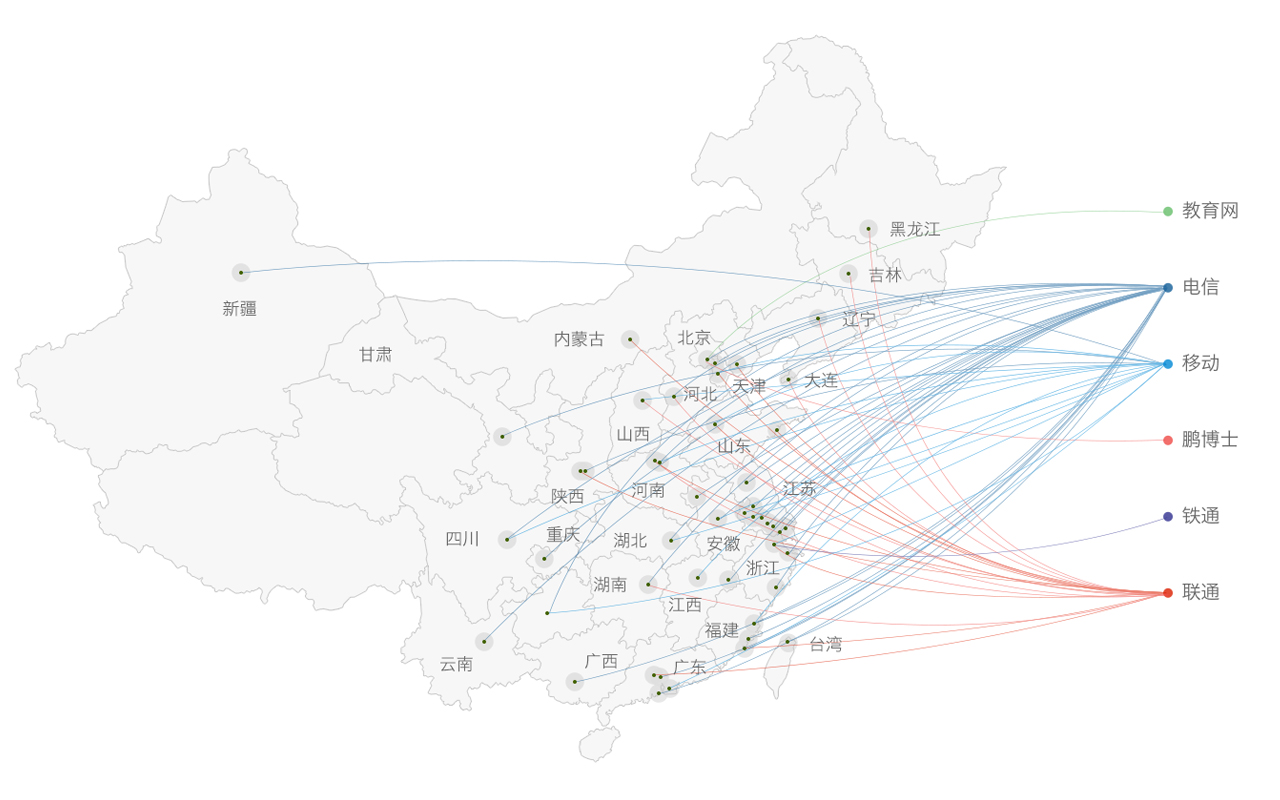 教育网
黑龙江
吉林
电信
新疆
辽宁
内蒙古
北京
甘肃
移动
大连
天津
河北
山西
鹏博士
山东
河南
江苏
陕西
铁通
重庆
四川
湖北
安徽
浙江
湖南
联通
江西
福建
台湾
广西
云南
广东